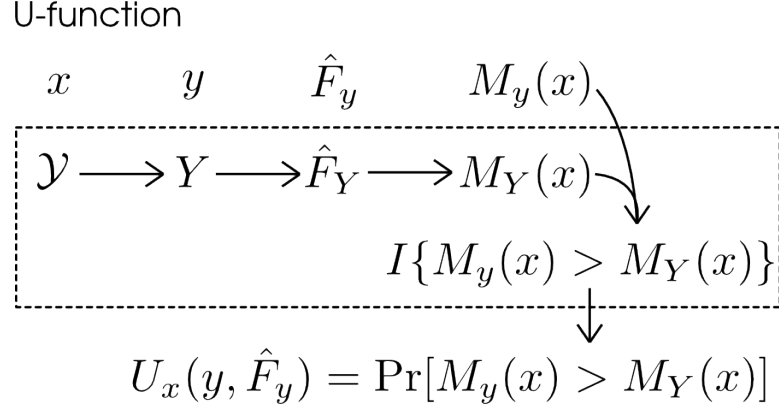 U-function
x y F̂_y M_y(x)
𝒴 → Y → F̂_Y → M_Y(x)
I{M_y(x) > M_Y(x)}
U_x(y, F̂_y) = Pr[M_y(x) > M_Y(x)]